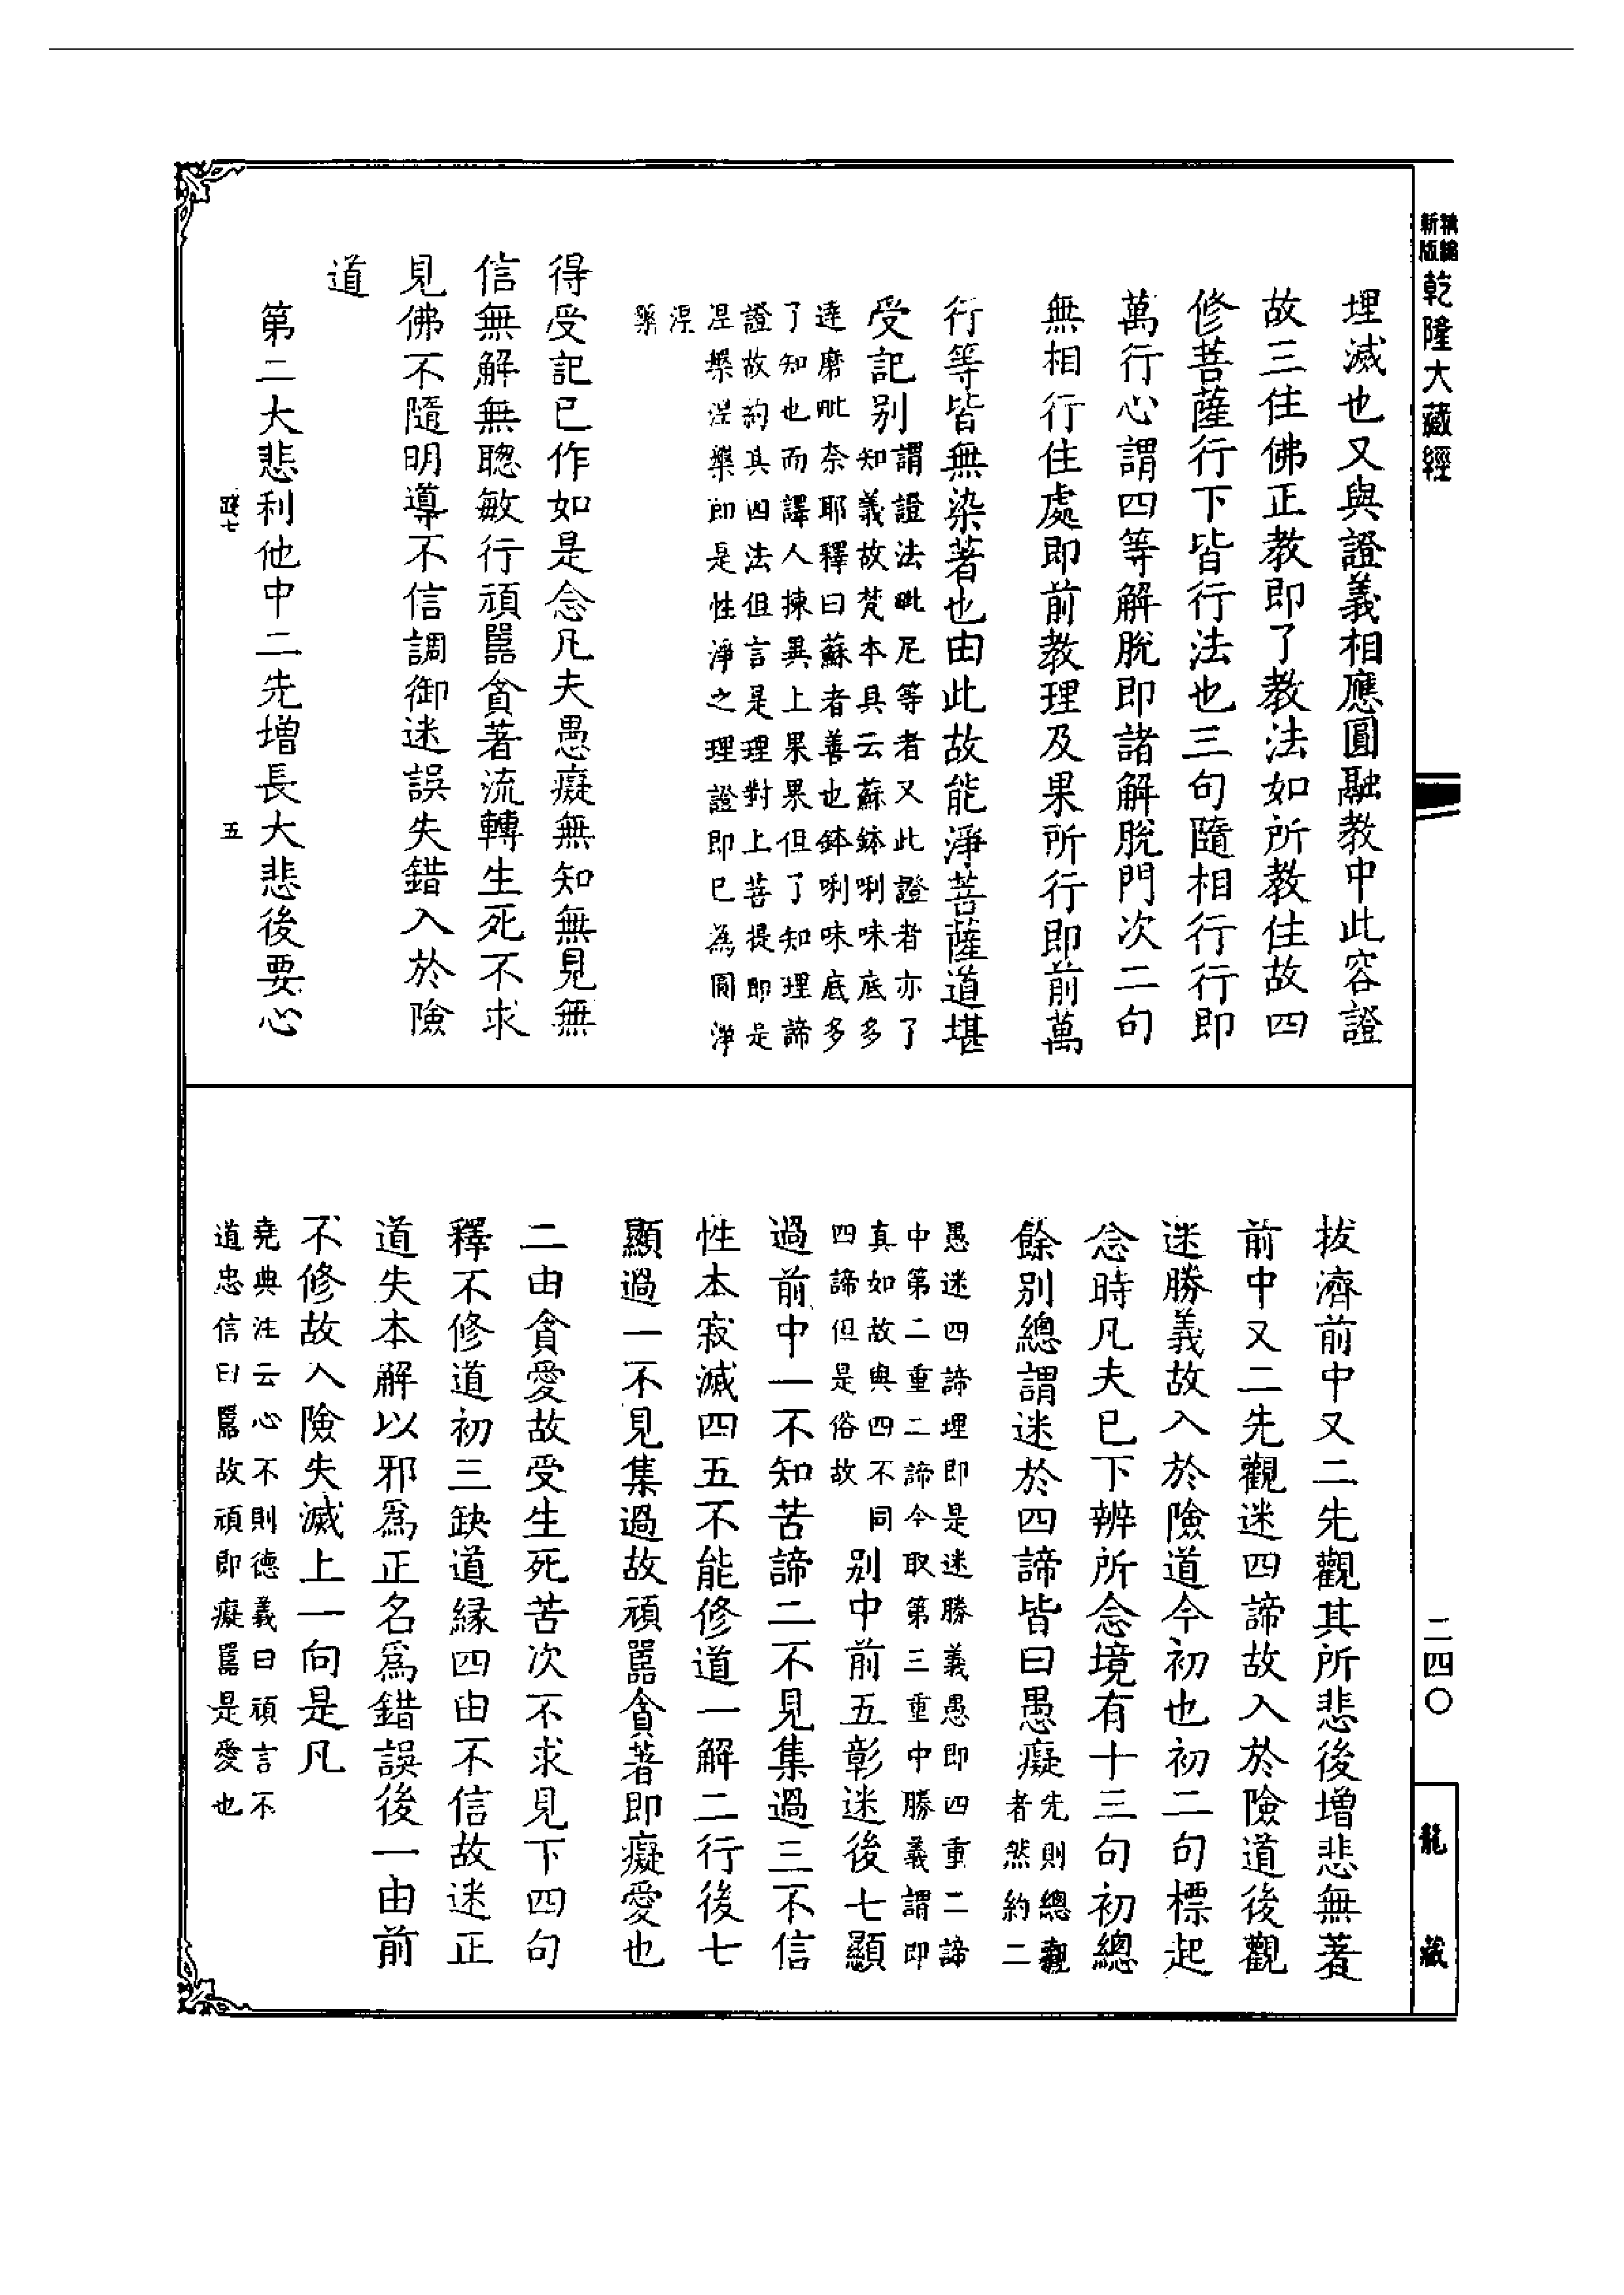 精編
新版
乾隆大藏經
埋滅也又與證義相應圓融教中此容證
故三住佛正教即了教法如所教住故四
修菩薩行下皆行法也三句隨相行行即
萬行心謂四等解脫即諸解脫門次二句
無相行住處即前教理及果所行即前萬
行等皆無染著也由此故能淨菩薩道堪
受記別
謂證法毗尼等者又此證者亦了
知義故梵本具云蘇鉢唎味底多
達磨毗奈耶釋曰蘇者善也鉢唎味底多
了知也而譯人揀異上果果但了知理諦
證故約其四法但言是理對上菩提即是
涅槃涅槃即是性淨之理證即已為圓淨
涅
槃
得受記已作如是念凡夫愚癡無知無見無
信無解無聰敏行頑嚚貪著流轉生死不求
見佛不隨明導不信調御迷誤失錯入於險
道
第二大悲利他中二先增長大悲後要心
踐七
五
拔濟前中又二先觀其所悲後增悲無著
前中又二先觀迷四諦故入於險道後觀
迷勝義故入於險道今初也初二句標起
念時凡夫已下辨所念境有十三句初總
餘別總謂迷於四諦皆曰愚癡
先則總觀
者然約二
愚迷四諦理即是迷勝義愚即四重二諦
中第二重二諦今取第三重中勝義謂即
真如故與四不同
四諦但是俗故
別中前五彰迷後七顯
過前中一不知苦諦二不見集過三不信
性本寂滅四五不能修道一解二行後七
顯過一不見集過故頑嚚貪著即癡愛也
二由貪愛故受生死苦次不求見下四句
釋不修道初三缺道緣四由不信故迷正
道失本解以邪為正名為錯誤後一由前
不修故入險失滅上一向是凡
堯典注云心不則德義曰頑言不
道忠信曰嚚故頑即癡嚚是愛也
二四〇
龍藏